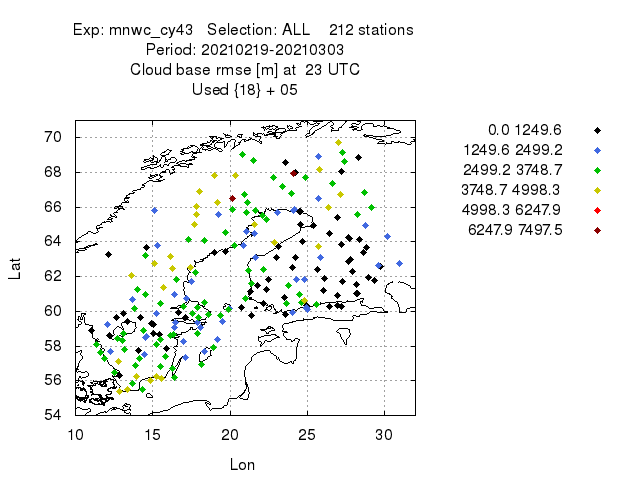 Exp: mnwc_cy43 Selection: ALL 212 stations
Period: 20210219-20210303
Cloud base rmse [m] at 23 UTC
Used {18} + 05
0.0 1249.6
1249.6 2499.2
2499.2 3748.7
3748.7 4998.3
4998.3 6247.9
6247.9 7497.5
70
68
66
64
62
60
58
56
54
Lat
10 15 20 25 30
Lon